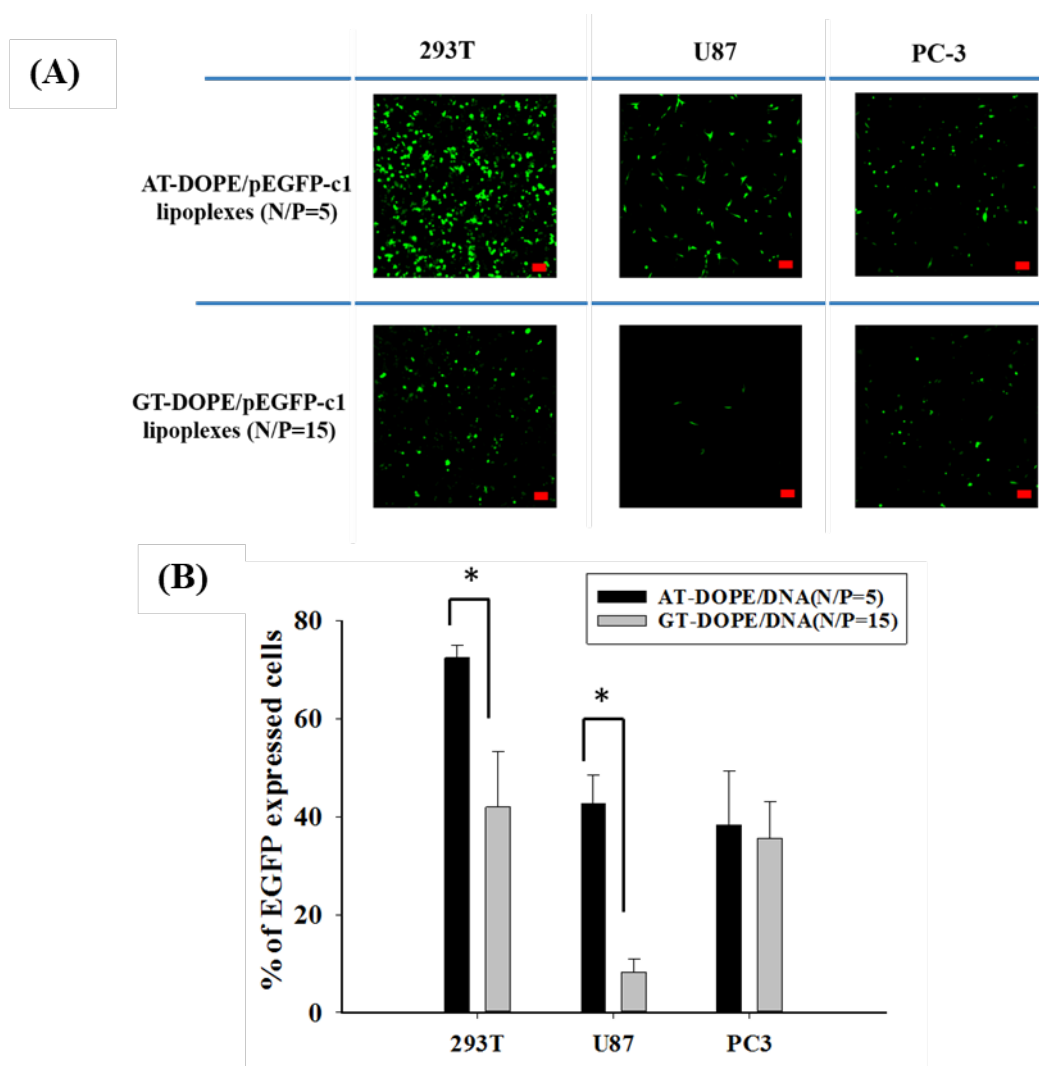 (A)
293T
U87
PC-3
AT-DOPE/pEGFP-c1
lipoplexes (N/P=5)
GT-DOPE/pEGFP-c1
lipoplexes (N/P=15)
(B)
*
*
AT-DOPE/DNA(N/P=5)
GT-DOPE/DNA(N/P=15)
% of EGFP expressed cells
80
60
40
20
0
293T
U87
PC3